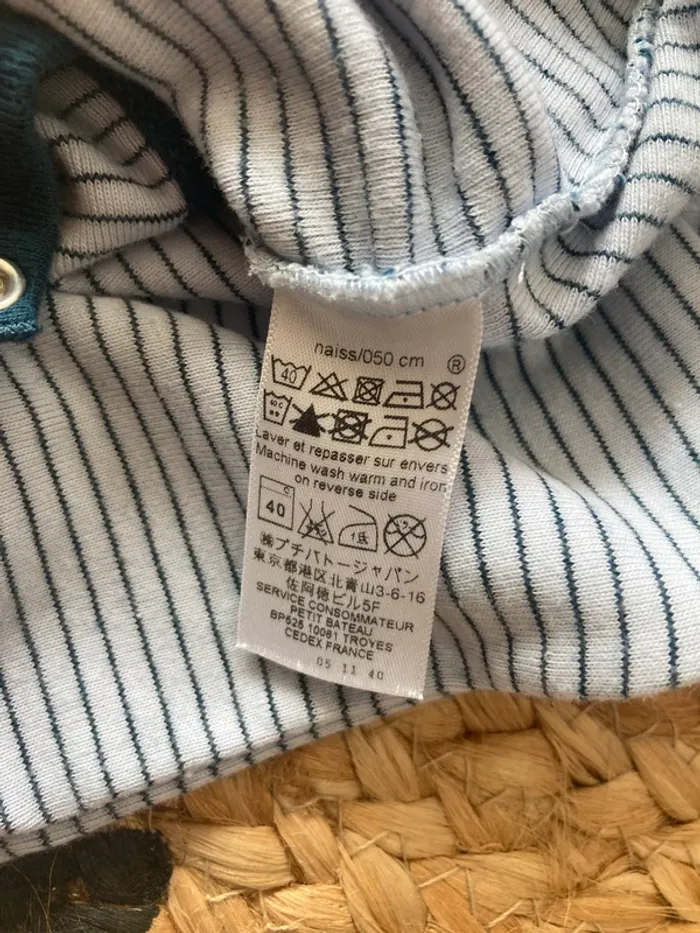 naiss/050 cm ®
40
40 C
Laver et repasser sur envers
Machine wash warm and iron
on reverse side
C
40
㈱プチバトージャパン
東京都港区北青山3-6-16
佐阿徳ビル5F
SERVICE CONSOMMATEUR
PETIT BATEAU
BP525 10081 TROYES
CEDEX FRANCE
05 11 40